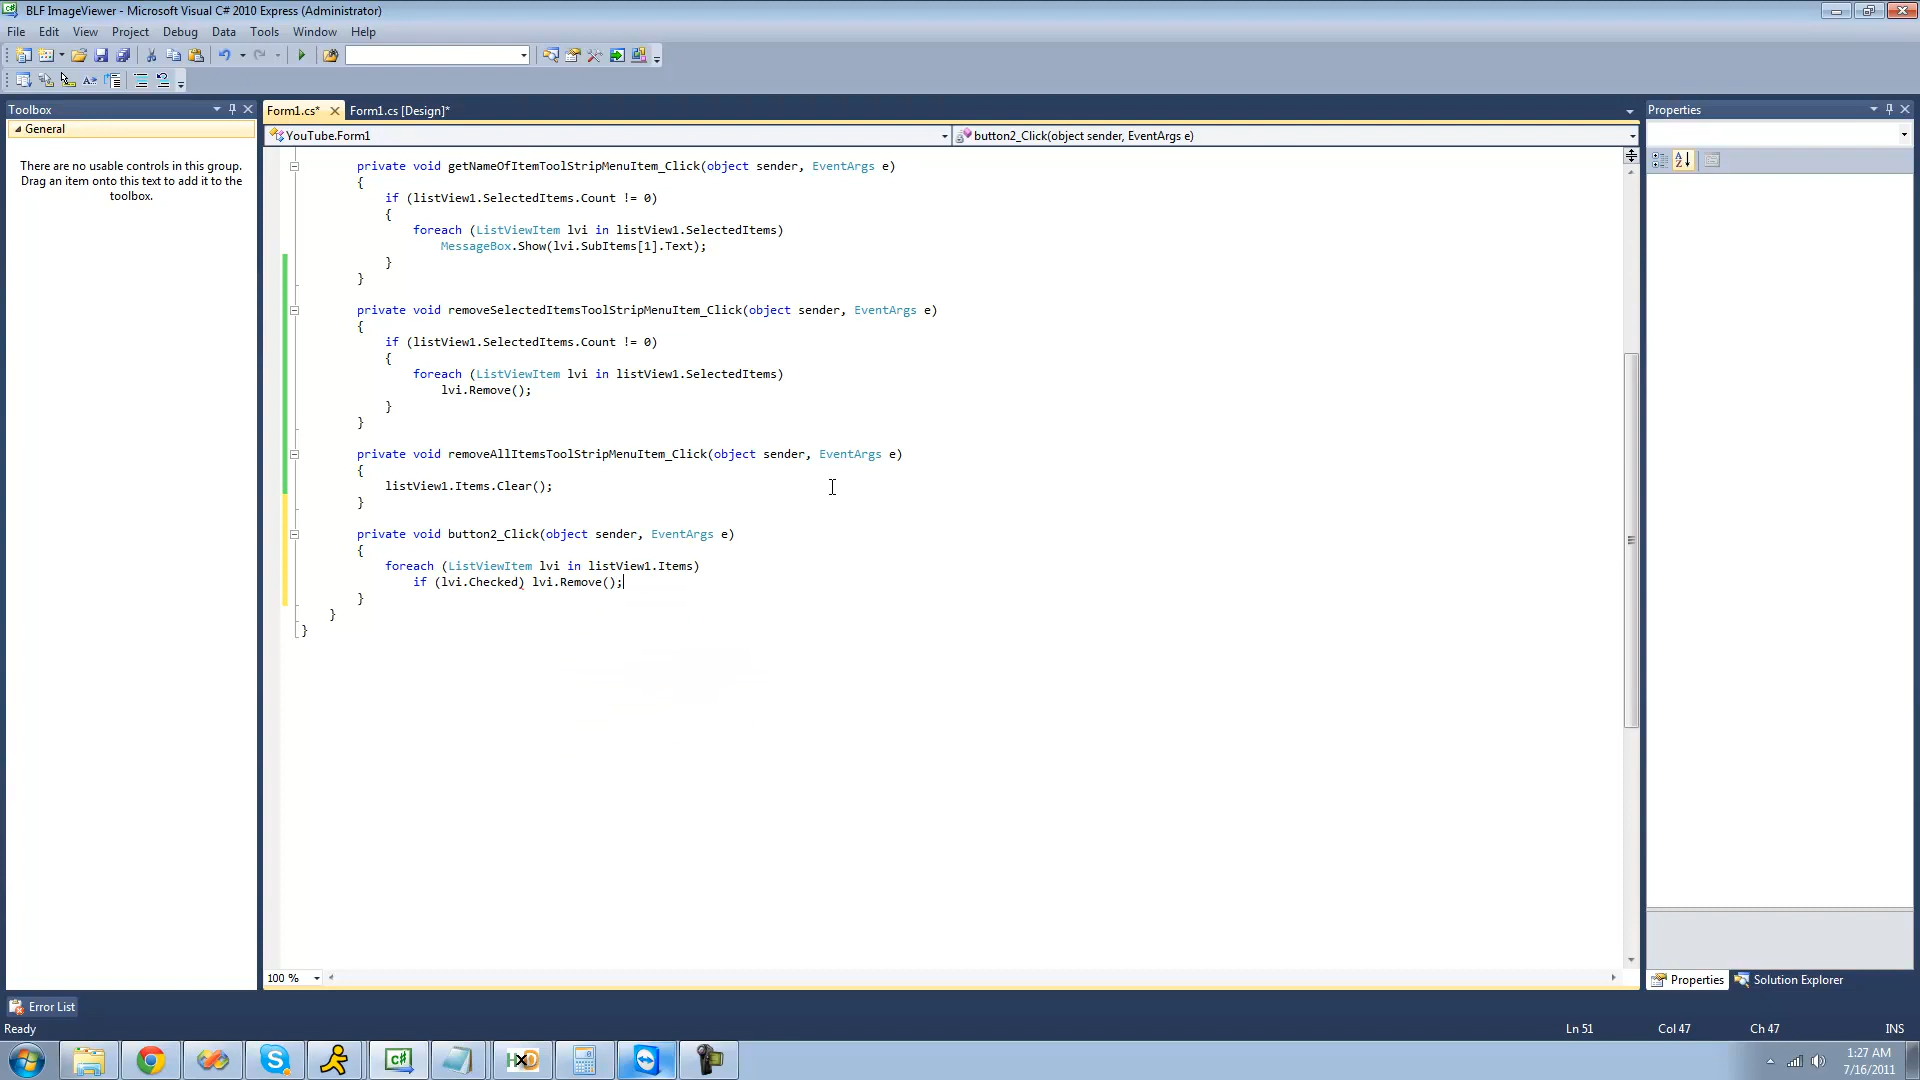 BLF ImageViewer - Microsoft Visual C# 2010 Express (Administrator)
File Edit View Project Debug Data Tools Window Help
Toolbox
General
There are no usable controls in this group.
Drag an item onto this text to add it to the
toolbox.
Form1.cs* Form1.cs [Design]*
YouTube.Form1 button2_Click(object sender, EventArgs e)
private void getNameOfItemToolStripMenuItem_Click(object sender, EventArgs e)
{
if (listView1.SelectedItems.Count != 0)
{
foreach (ListViewItem lvi in listView1.SelectedItems)
MessageBox.Show(lvi.SubItems[1].Text);
}
}
private void removeSelectedItemsToolStripMenuItem_Click(object sender, EventArgs e)
{
if (listView1.SelectedItems.Count != 0)
{
foreach (ListViewItem lvi in listView1.SelectedItems)
lvi.Remove();
}
}
private void removeAllItemsToolStripMenuItem_Click(object sender, EventArgs e)
{
listView1.Items.Clear();
}
private void button2_Click(object sender, EventArgs e)
{
foreach (ListViewItem lvi in listView1.Items)
if (lvi.Checked) lvi.Remove();
}
}
}
100 %
Properties
Properties Solution Explorer
Error List
Ready Ln 51 Col 47 Ch 47 INS
1:27 AM
7/16/2011